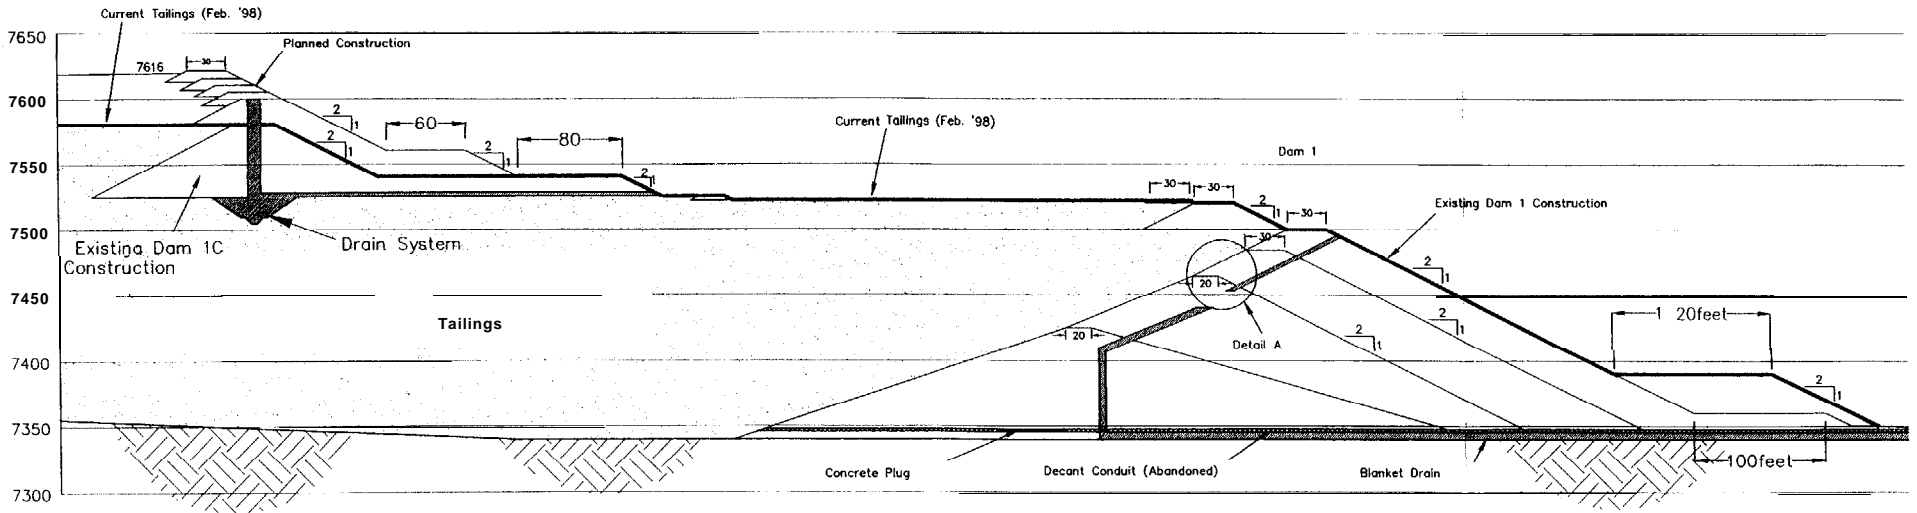 Current Tailings (Feb. '98)
7650
Planned Construction
30
7616
7600
2
1
60
2
1
80
Current Tailings (Feb. '98)
2
1
Dam 1
7550
2
1
30
30
2
1
30
Existing Dam 1 Construction
7500
Existing Dam 1C
Construction
Drain System
30
2
1
7450
20
Tailings
2
1
2
1
1 20feet
20
Detail A
7400
2
1
7350
Concrete Plug
Decant Conduit (Abandoned)
Blanket Drain
100feet
7300